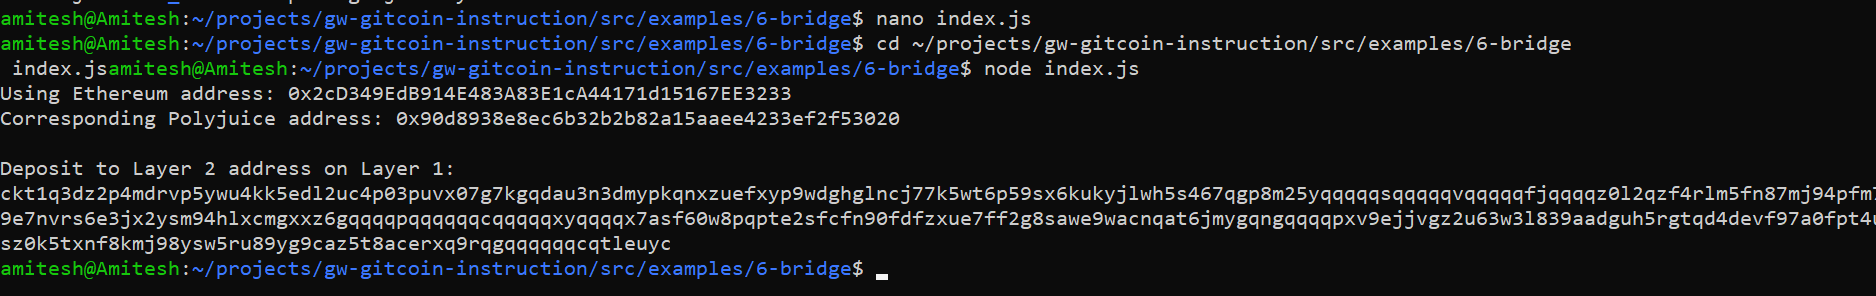 amitesh@Amitesh:~/projects/gw-gitcoin-instruction/src/examples/6-bridge$ nano index.js
amitesh@Amitesh:~/projects/gw-gitcoin-instruction/src/examples/6-bridge$ cd ~/projects/gw-gitcoin-instruction/src/examples/6-bridge
 index.jsamitesh@Amitesh:~/projects/gw-gitcoin-instruction/src/examples/6-bridge$ node index.js
Using Ethereum address: 0x2cD349EdB914E483A83E1cA44171d15167EE3233
Corresponding Polyjuice address: 0x90d8938e8ec6b32b2b82a15aaee4233ef2f53020

Deposit to Layer 2 address on Layer 1:
ckt1q3dz2p4mdrvp5ywu4kk5edl2uc4p03puvx07g7kgqdau3n3dmypkqnxzuefxyp9wdghglncj77k5wt6p59sx6kukyjlwh5s467qgp8m25yqqqqqsqqqqqvqqqqqfjqqqqz0l2qzf4rlm5fn87mj94pfm
9e7nvrs6e3jx2ysm94hlxcmgxxz6gqqqqpqqqqqqcqqqqqxyqqqqx7asf60w8pqpte2sfcfn90fdfzxue7ff2g8sawe9wacnqat6jmygqngqqqqpxv9ejjvgz2u63w3l839aadguh5rgtqd4devf97a0fpt4
sz0k5txnf8kmj98ysw5ru89yg9caz5t8acerxq9rqgqqqqqqcqtleuyc
amitesh@Amitesh:~/projects/gw-gitcoin-instruction/src/examples/6-bridge$